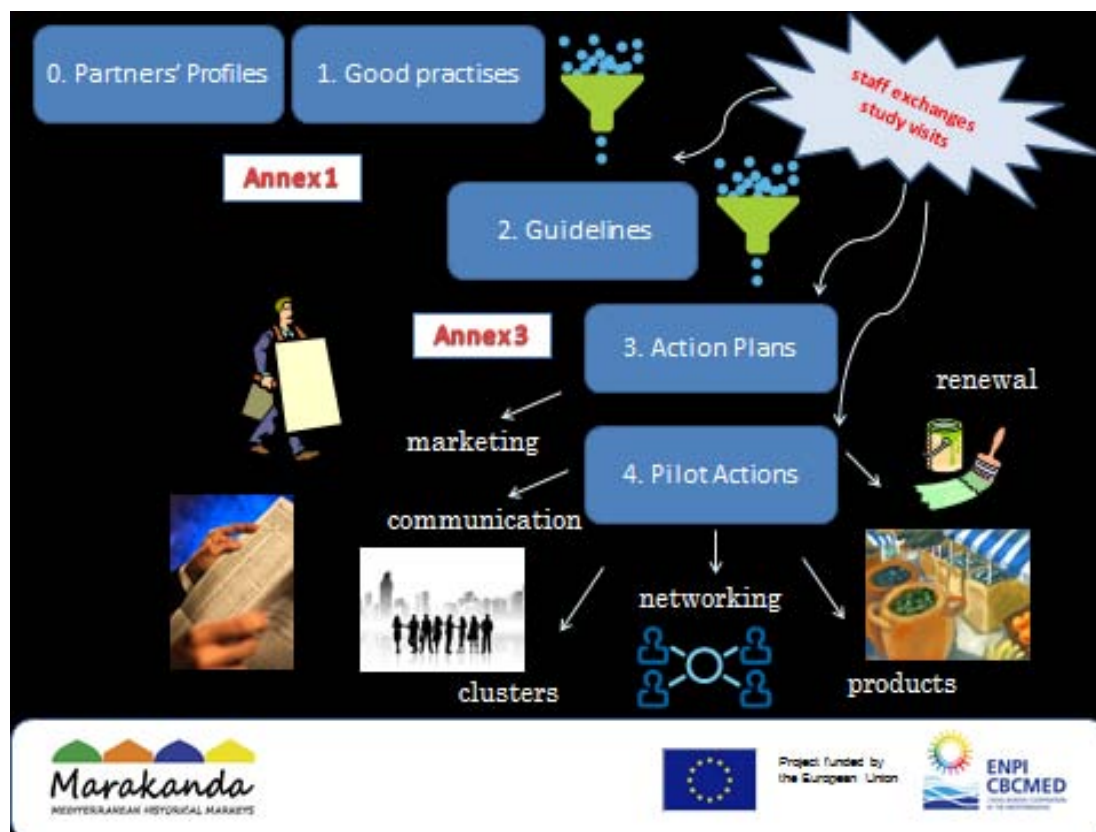 0. Partners' Profiles
1. Good practises
staff exchanges
study visits
Annex1
2. Guidelines
Annex3
3. Action Plans
renewal
marketing
4. Pilot Actions
communication
networking
clusters
products
Marakanda
MEDITERRANEAN HISTORICAL MARKETS
Project funded by
the European Union
ENPI
CBCMED